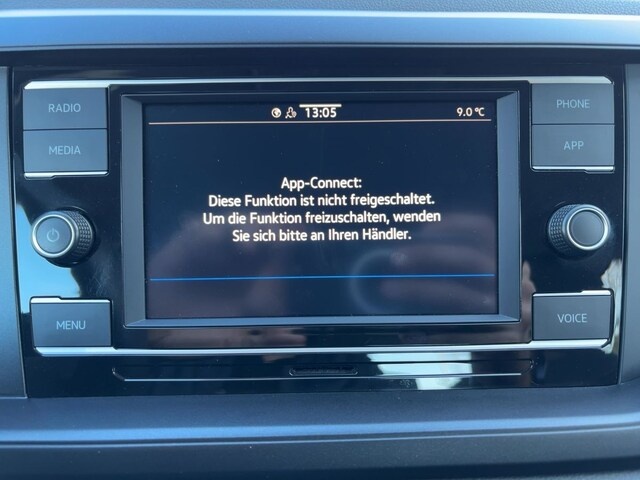 RADIO
MEDIA
MENU
13:05
9.0 °C
App-Connect:
Diese Funktion ist nicht freigeschaltet.
Um die Funktion freizuschalten, wenden
Sie sich bitte an Ihren Händler.
PHONE
APP
VOICE